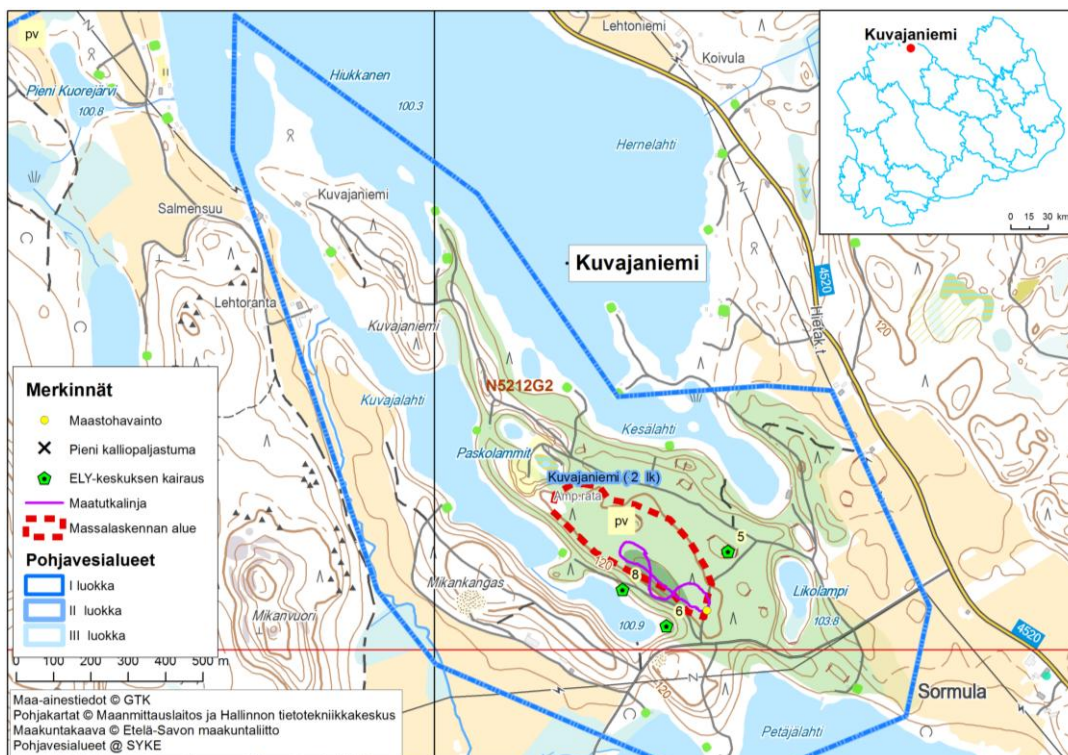 pv
Pieni Kuorejärvi
100.8
Hiukkanen
100.3
Lehtoniemi
Koivula
Hernelahti
Kuvajaniemi
0 15 30 km
Salmensuu
Kuvajaniemi
Kuvajaniemi
4520
Hietak.t
120
Lehtoranta
Kuvajaniemi
N5212G2
Kuvajalahti
Kesälahti
Paskolammit
Kuvajaniemi ( 2 lk)
Amp.rata
pv
5
120
8
6
Mikankangas
Mikanvuori
100.9
Likolampi
103.8
120
4520
Sormula
Petäjälahti
Merkinnät
Maastohavainto
Pieni kalliopaljastuma
ELY-keskuksen kairaus
Maatutkalinja
Massalaskennan alue
Pohjavesialueet
I luokka
II luokka
III luokka
0 100 200 300 400 500 m
Maa-ainestiedot © GTK
Pohjakartat © Maanmittauslaitos ja Hallinnon tietotekniikkakeskus
Maakuntakaava © Etelä-Savon maakuntaliitto
Pohjavesialueet @ SYKE